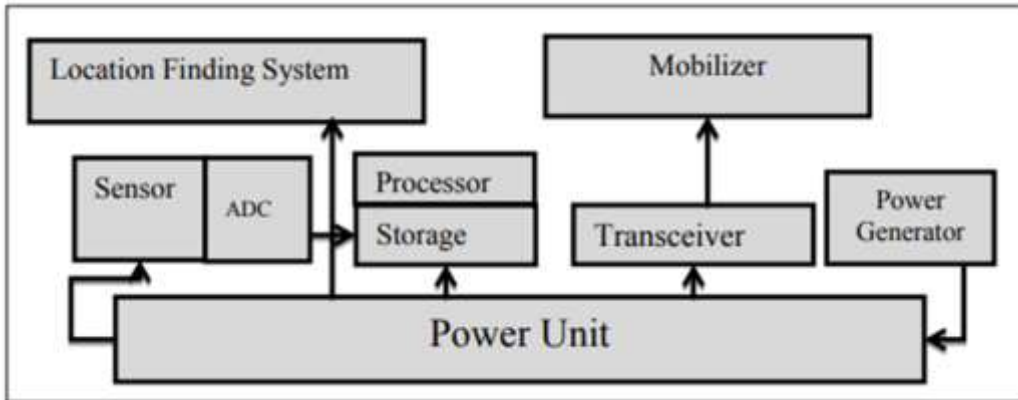 Location Finding System
Mobilizer
Sensor
ADC
Processor
Storage
Transceiver
Power
Generator
Power Unit